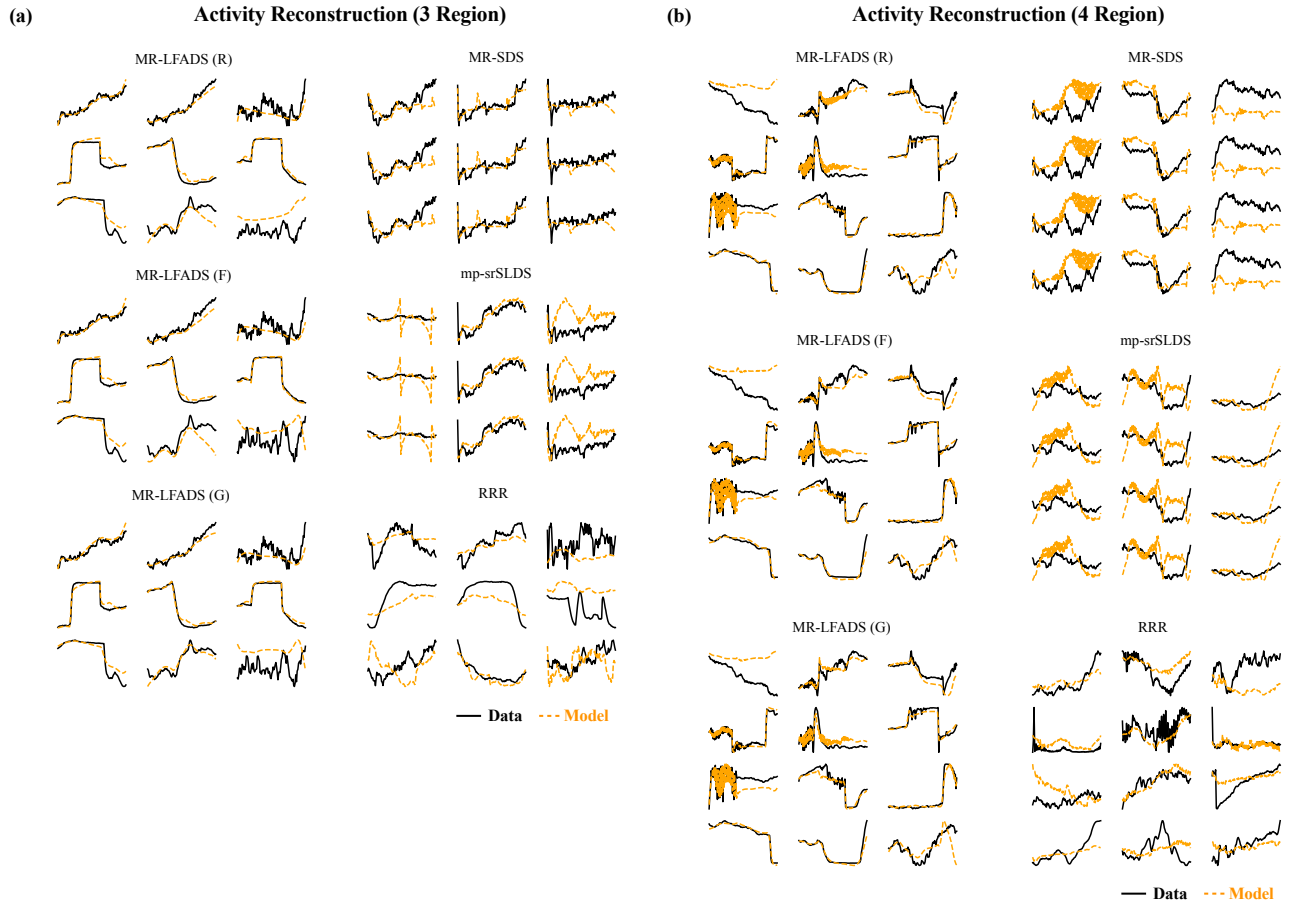 (a)
Activity Reconstruction (3 Region)
MR-LFADS (R)
MR-SDS
MR-LFADS (F)
mp-srSLDS
MR-LFADS (G)
RRR
Data
Model
(b)
Activity Reconstruction (4 Region)
MR-LFADS (R)
MR-SDS
MR-LFADS (F)
mp-srSLDS
MR-LFADS (G)
RRR
Data
Model